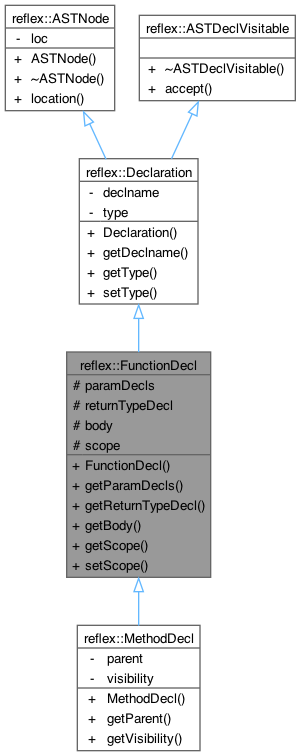 reflex::ASTNode
- loc
+ ASTNode()
+ ~ASTNode()
+ location()
reflex::ASTDeclVisitable
+ ~ASTDeclVisitable()
+ accept()
reflex::Declaration
- declname
- type
+ Declaration()
+ getDeclname()
+ getType()
+ setType()
reflex::FunctionDecl
# paramDecls
# returnTypeDecl
# body
# scope
+ FunctionDecl()
+ getParamDecls()
+ getReturnTypeDecl()
+ getBody()
+ getScope()
+ setScope()
reflex::MethodDecl
- parent
- visibility
+ MethodDecl()
+ getParent()
+ getVisibility()